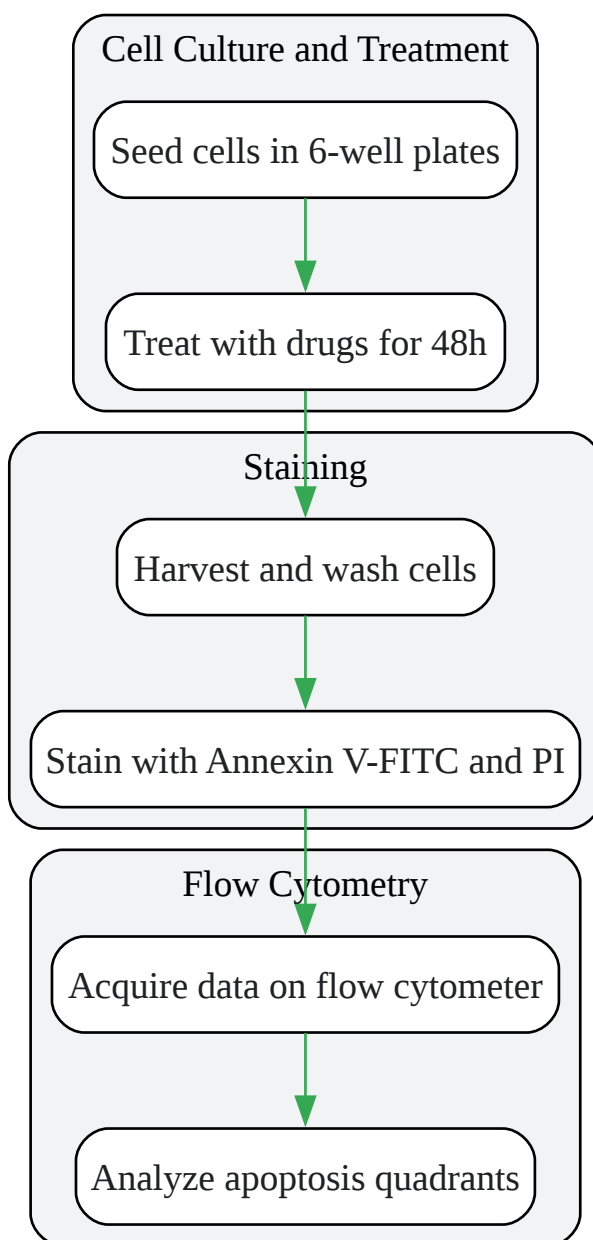 Cell Culture and Treatment
Seed cells in 6-well plates
Treat with drugs for 48h
Staining
Harvest and wash cells
Stain with Annexin V-FITC and PI
Flow Cytometry
Acquire data on flow cytometer
Analyze apoptosis quadrants